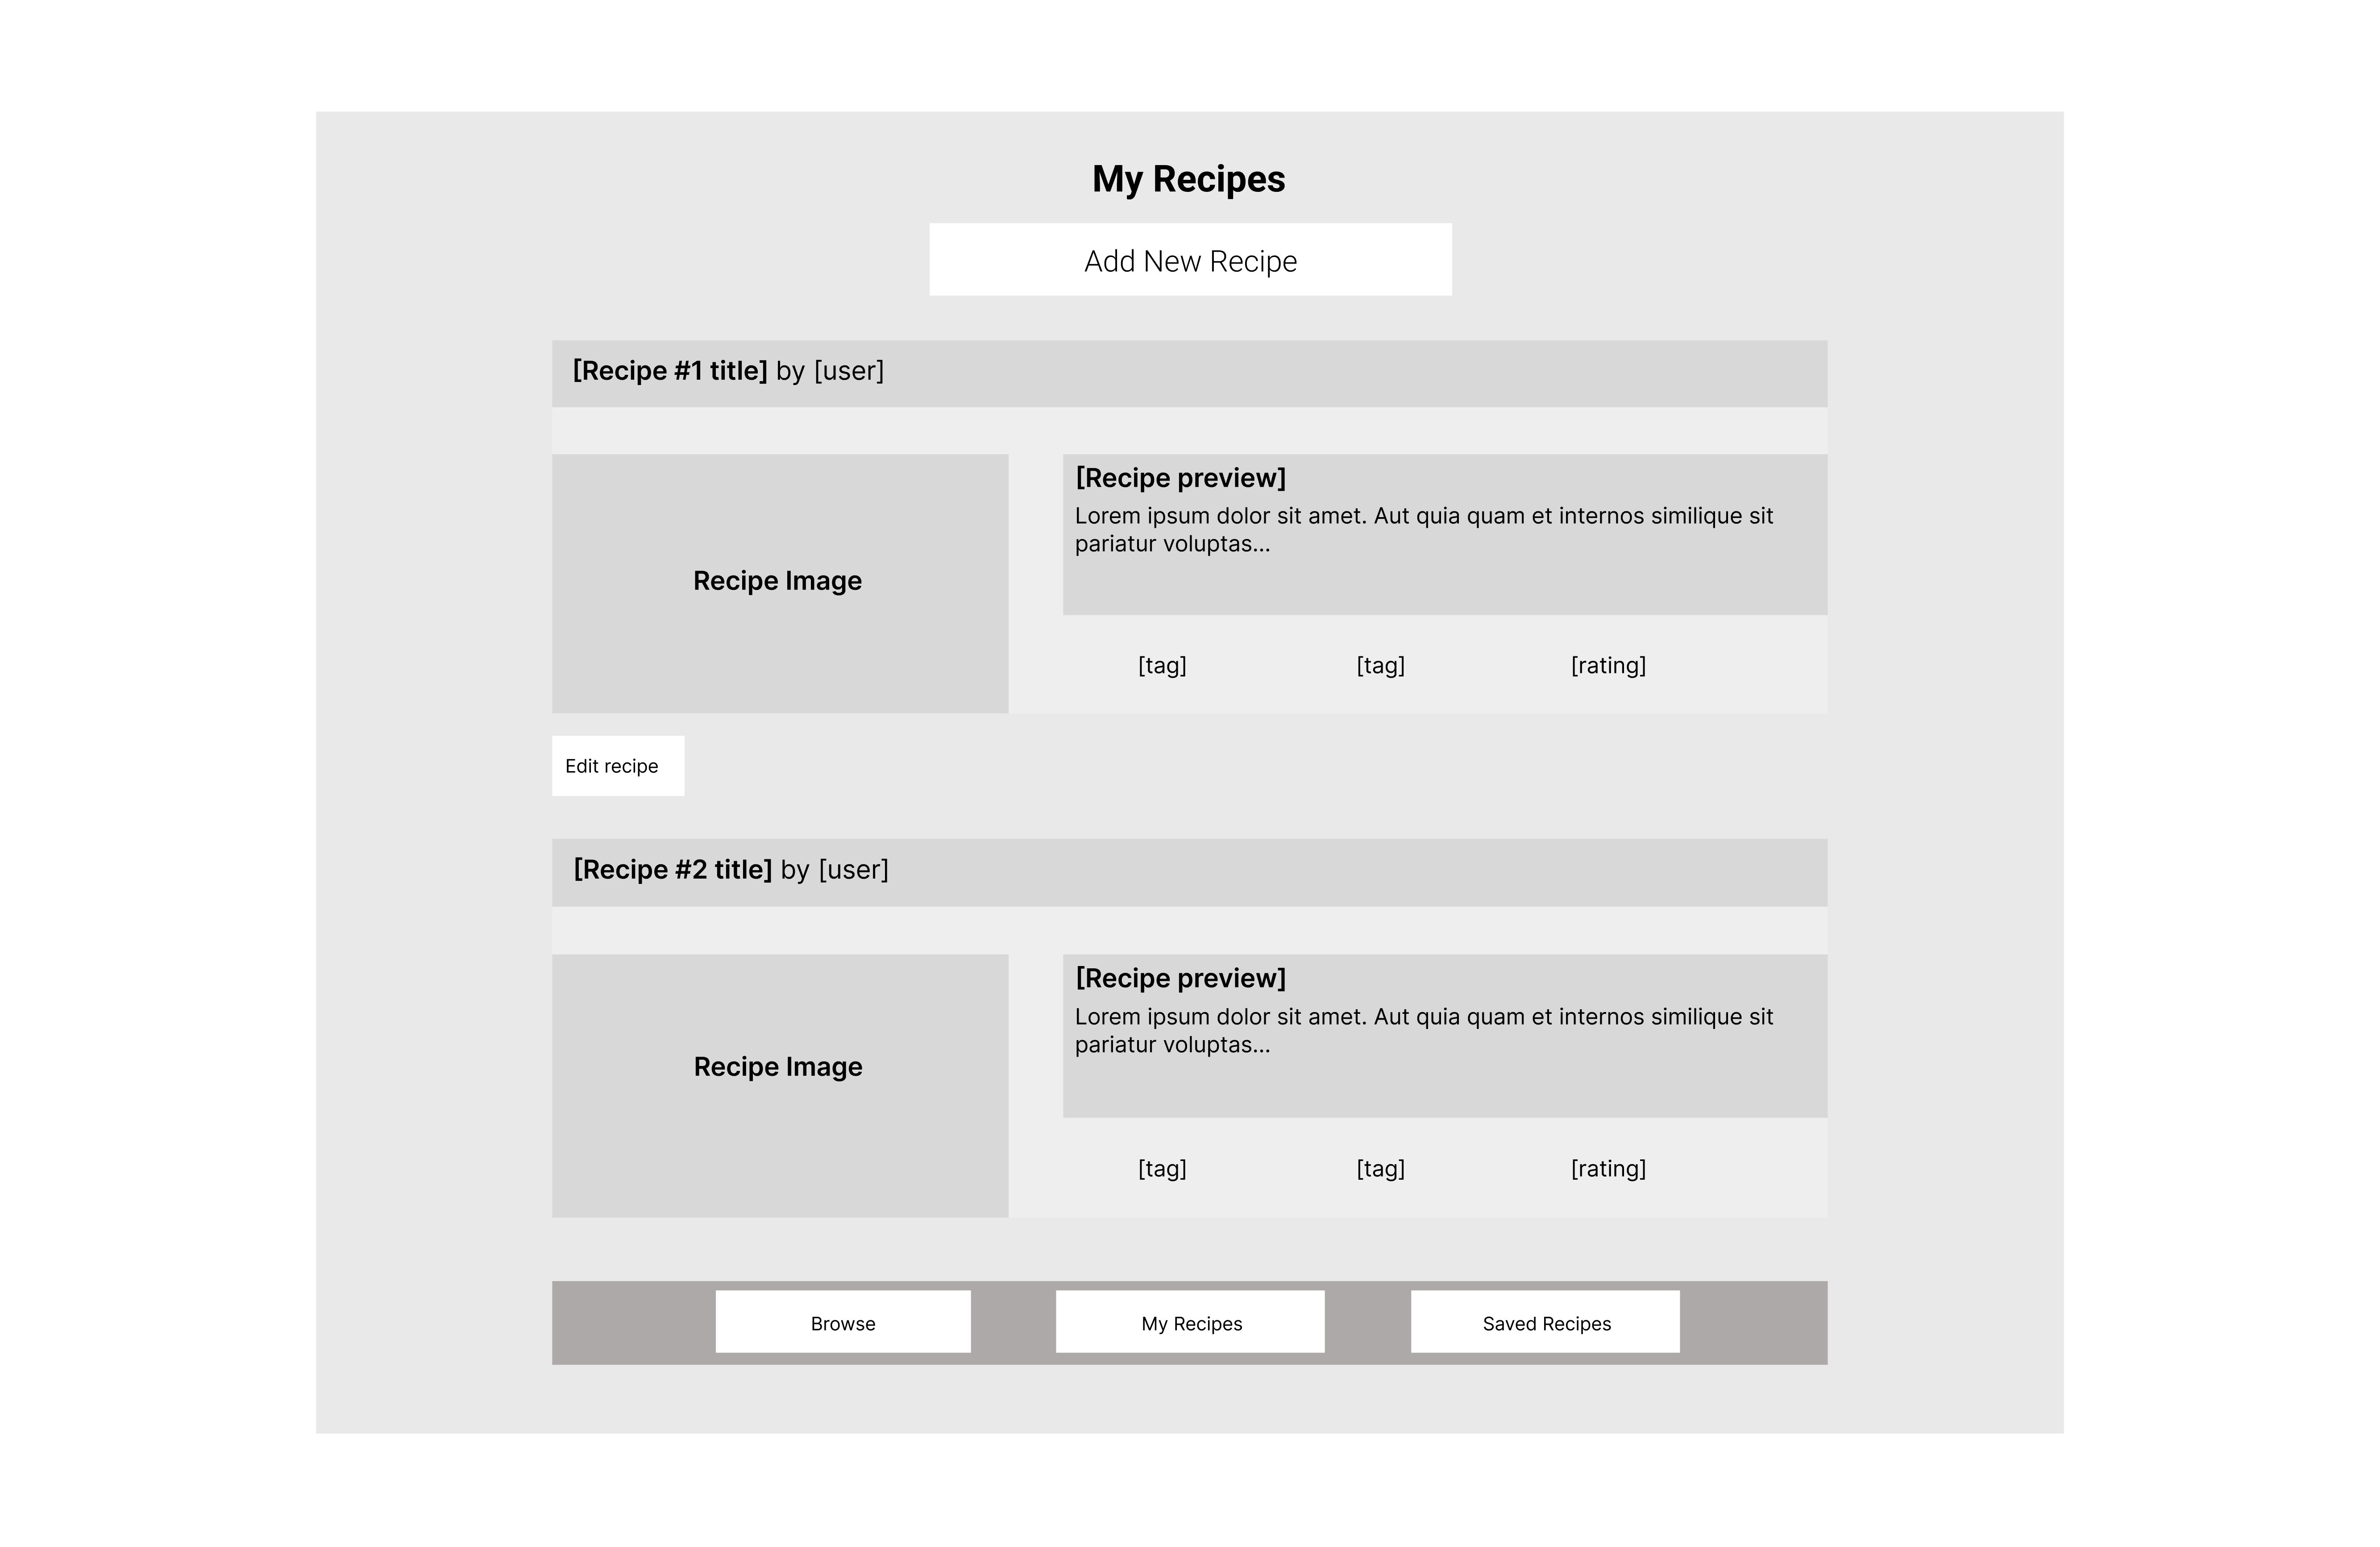 My Recipes
Add New Recipe
[Recipe #1 title] by [user]
[Recipe preview]
Lorem ipsum dolor sit amet. Aut quia quam et internos similique sit
pariatur voluptas...
Recipe Image
[tag] [tag] [rating]
Edit recipe
[Recipe #2 title] by [user]
[Recipe preview]
Lorem ipsum dolor sit amet. Aut quia quam et internos similique sit
pariatur voluptas...
Recipe Image
[tag] [tag] [rating]
Browse My Recipes Saved Recipes